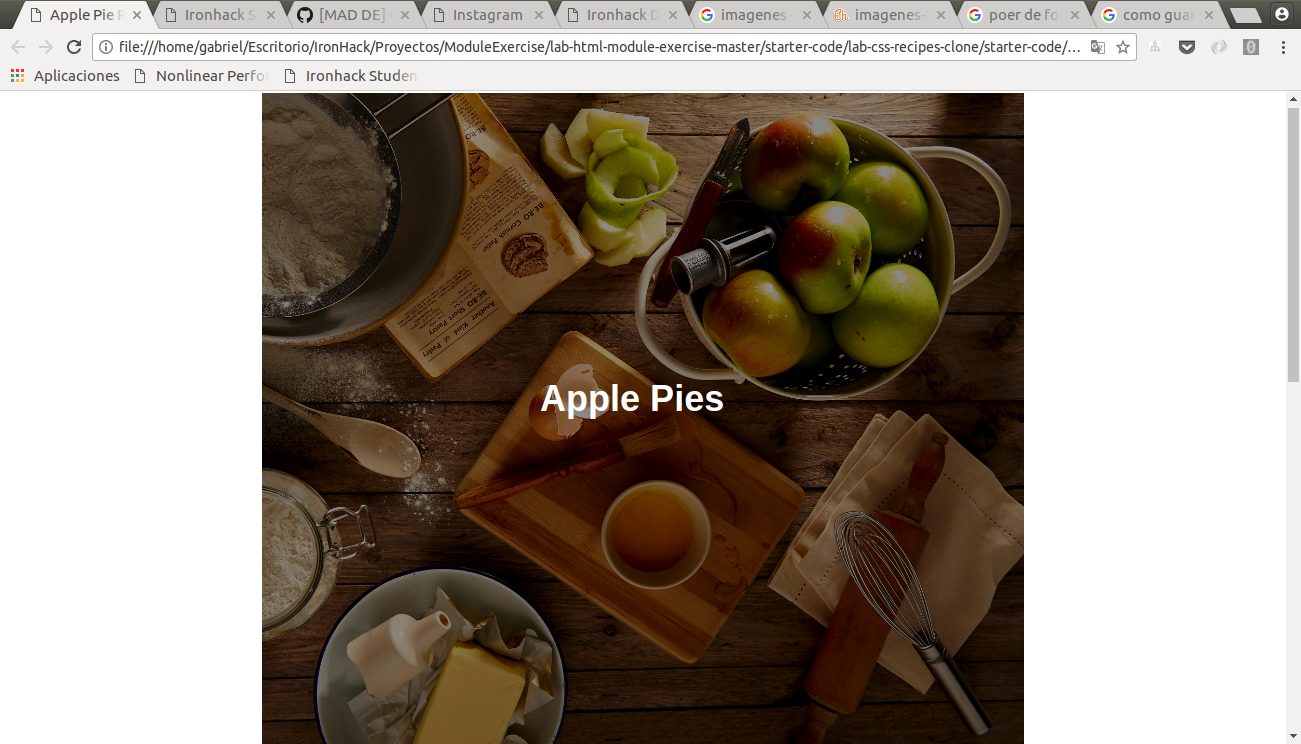 Apple Pie R
Ironhack S
[MAD DE]
Instagram
Ironhack D
imagenes
imagenes-
poer de fo
como guar
file:///home/gabriel/Escritorio/IronHack/Proyectos/ModuleExercise/lab-html-module-exercise-master/starter-code/lab-css-recipes-clone/starter-code/...
Aplicaciones
Nonlinear Perfo
Ironhack Studen
BE-RO
BE-RO Cornish Pastie
BE-RO Short Pastry
Another Kind of Pastry
Apple Pies